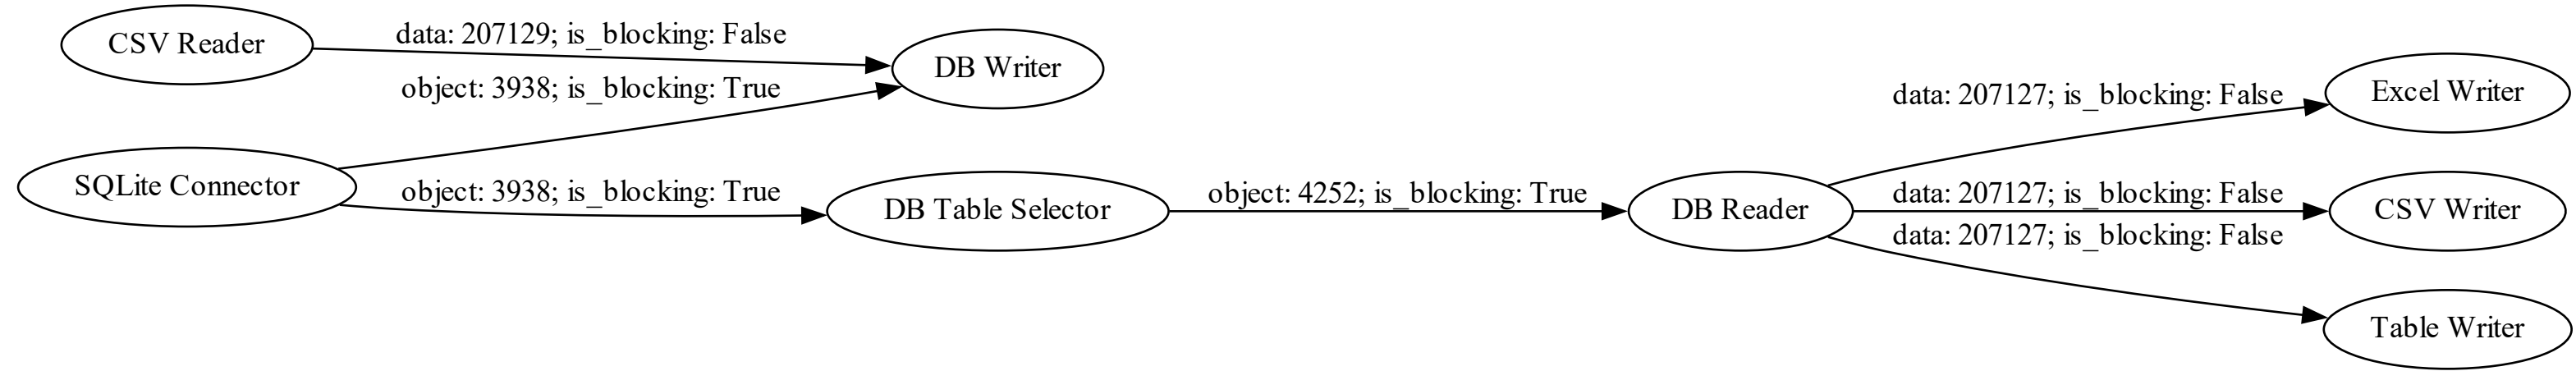 CSV Reader
data: 207129; is_blocking: False
DB Writer
object: 3938; is_blocking: True
SQLite Connector
object: 3938; is_blocking: True
DB Table Selector
object: 4252; is_blocking: True
DB Reader
data: 207127; is_blocking: False
Excel Writer
data: 207127; is_blocking: False
CSV Writer
data: 207127; is_blocking: False
Table Writer